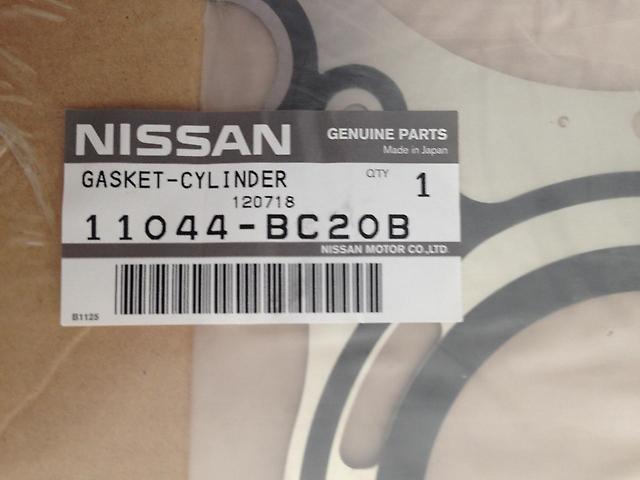 NISSAN
GENUINE PARTS
Made in Japan
GASKET-CYLINDER
QTY 1
120718
11044-BC20B
NISSAN MOTOR CO.,LTD.
B1125